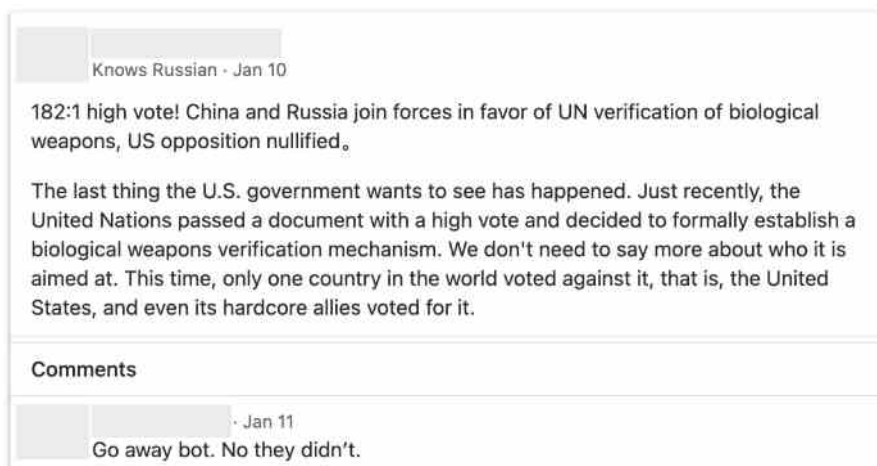 Knows Russian · Jan 10
182:1 high vote! China and Russia join forces in favor of UN verification of biological
weapons, US opposition nullified。
The last thing the U.S. government wants to see has happened. Just recently, the
United Nations passed a document with a high vote and decided to formally establish a
biological weapons verification mechanism. We don't need to say more about who it is
aimed at. This time, only one country in the world voted against it, that is, the United
States, and even its hardcore allies voted for it.
Comments
· Jan 11
Go away bot. No they didn’t.